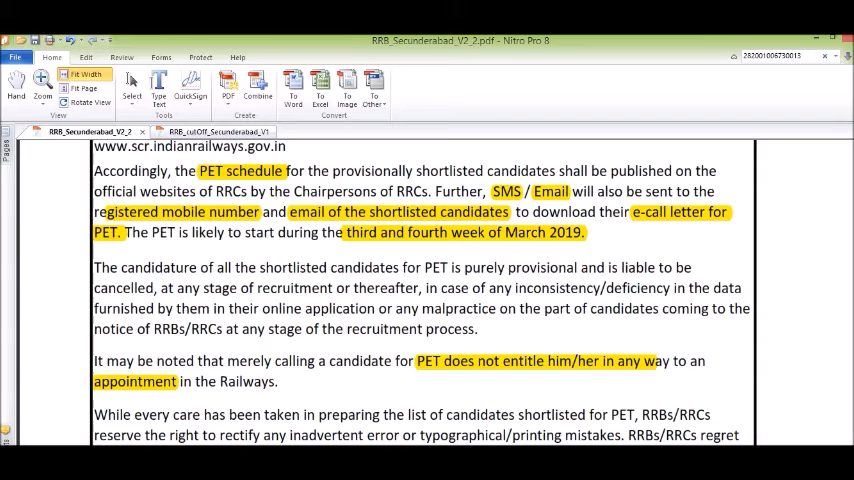 RRB_Secunderabad_V2_2.pdf - Nitro Pro 8
File Home Edit Review Forms Protect Help 282001006730013
Fit Width
Fit Page
Rotate View
Hand Zoom Select Type Text QuickSign PDF Combine To Word To Excel To Image To Other
View Tools Create Convert
RRB_Secunderabad_V2_2 RRB_cutOff_Secunderabad_V1
Pages
www.scr.indianrailways.gov.in
Accordingly, the PET schedule for the provisionally shortlisted candidates shall be published on the
official websites of RRCs by the Chairpersons of RRCs. Further, SMS / Email will also be sent to the
registered mobile number and email of the shortlisted candidates to download their e-call letter for
PET. The PET is likely to start during the third and fourth week of March 2019.
The candidature of all the shortlisted candidates for PET is purely provisional and is liable to be
cancelled, at any stage of recruitment or thereafter, in case of any inconsistency/deficiency in the data
furnished by them in their online application or any malpractice on the part of candidates coming to the
notice of RRBs/RRCs at any stage of the recruitment process.
It may be noted that merely calling a candidate for PET does not entitle him/her in any way to an
appointment in the Railways.
While every care has been taken in preparing the list of candidates shortlisted for PET, RRBs/RRCs
reserve the right to rectify any inadvertent error or typographical/printing mistakes. RRBs/RRCs regret